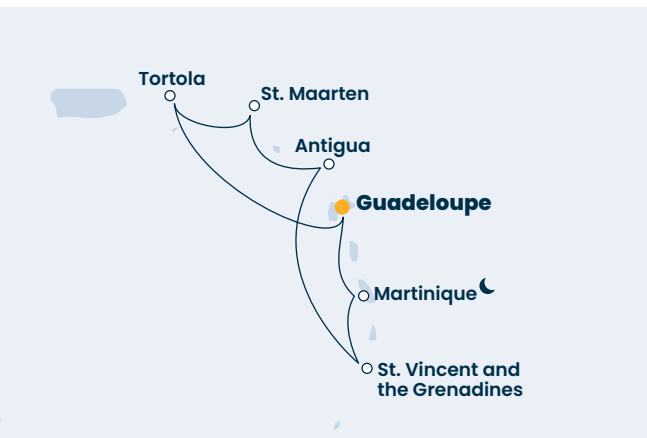 Tortola
St. Maarten
Antigua
Guadeloupe
Martinique
St. Vincent and
the Grenadines